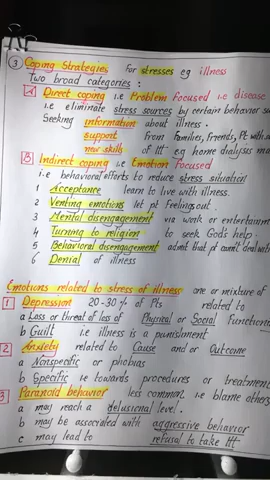 ③ Coping Strategies for stresses eg illness
Two broad categories:
A Direct coping i.e Problem Focused i.e disease
i.e eliminate stress sources by certain behavior su
Seeking information about illness.
support from Families, friends, Pt with
new skills of ttt eg home dialysis ma
B Indirect coping i.e Emotion Focused
i.e behavioral efforts to reduce stress situation
1 Acceptance learn to live with illness.
2 Venting emotions let pt Feelings out.
3 Mental disengagement via work or entertainm
4 Turning to religion to seek God's help.
5 Behavioral disengagement admit that pt cannot deal with
6 Denial of illness
Emotions related to stress of illness one or mixture of
1 Depression 20-30% of Pts related to
a Loss or threat of loss of Physical or Social Function
b Guilt i.e illness is a punishment
2 Anxiety related to Cause and/or Outcome
a Nonspecific or phobias
b Specific i.e towards procedures or treatmen
3 Paranoid behavior less common i.e blame others
a may reach a delusional level.
b may be associated with aggressive behavior
c may lead to refusal to take ttt